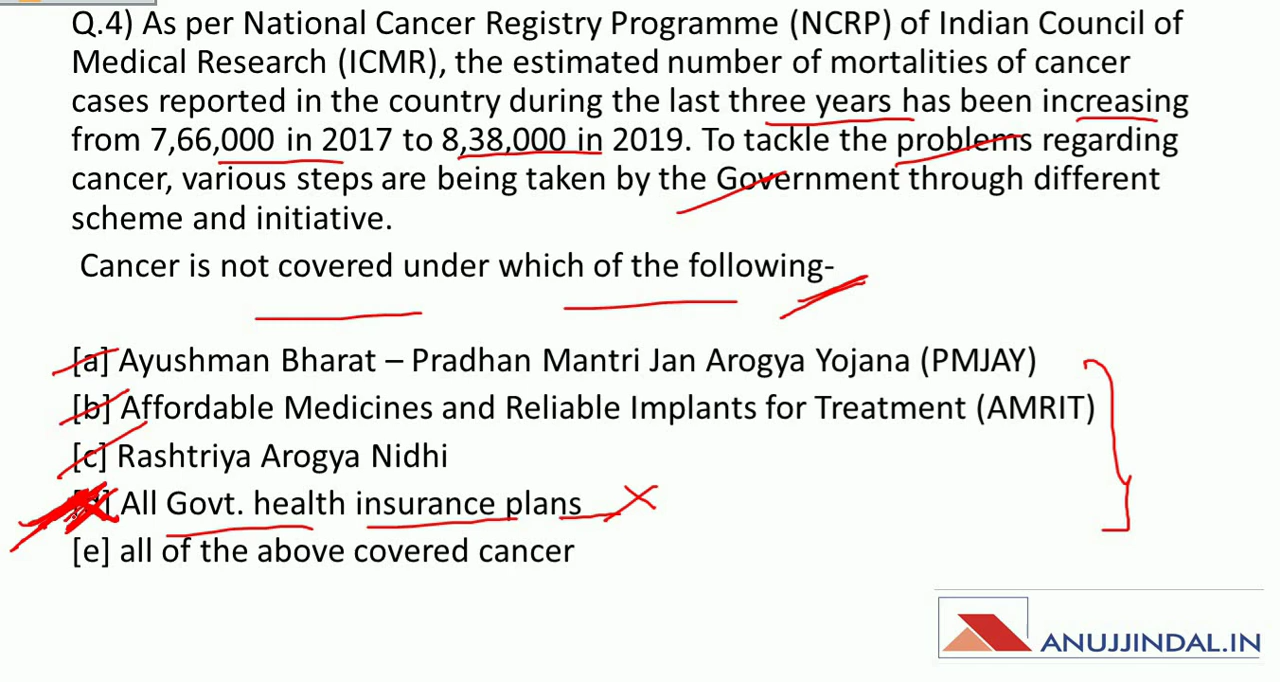 Q.4) As per National Cancer Registry Programme (NCRP) of Indian Council of
Medical Research (ICMR), the estimated number of mortalities of cancer
cases reported in the country during the last three years has been increasing
from 7,66,000 in 2017 to 8,38,000 in 2019. To tackle the problems regarding
cancer, various steps are being taken by the Government through different
scheme and initiative.
Cancer is not covered under which of the following-
[a] Ayushman Bharat – Pradhan Mantri Jan Arogya Yojana (PMJAY)
[b] Affordable Medicines and Reliable Implants for Treatment (AMRIT)
[c] Rashtriya Arogya Nidhi
All Govt. health insurance plans
[e] all of the above covered cancer
ANUJJINDAL.IN